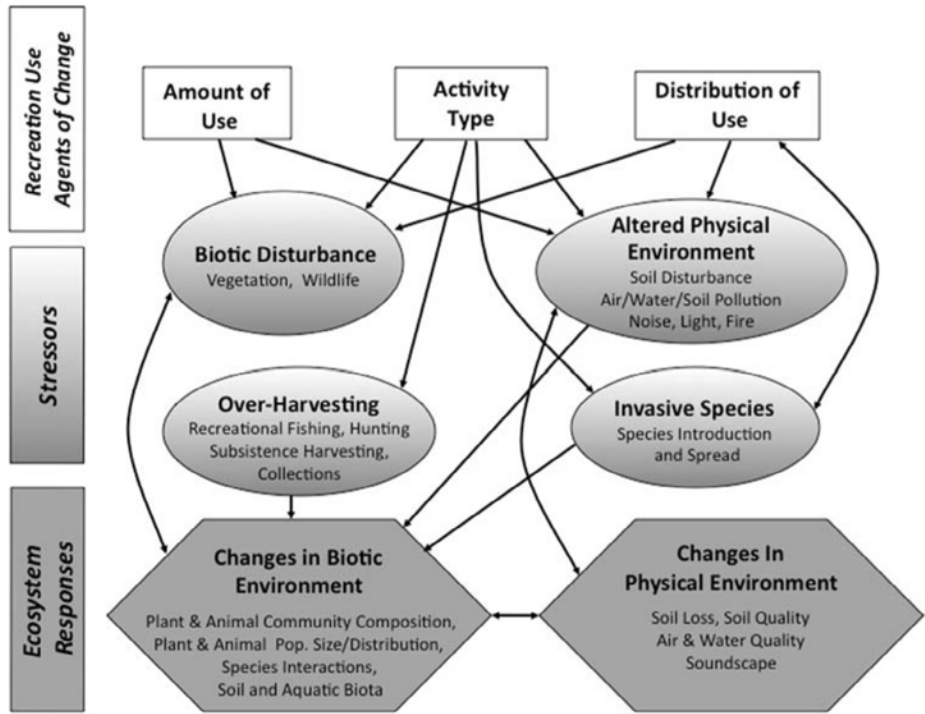 Recreation Use
Agents of Change
Amount of
Use
Activity
Type
Distribution of
Use
Stressors
Biotic Disturbance
Vegetation, Wildlife
Altered Physical
Environment
Soil Disturbance
Air/Water/Soil Pollution
Noise, Light, Fire
Over-Harvesting
Recreational Fishing, Hunting
Subsistence Harvesting,
Collections
Invasive Species
Species Introduction
and Spread
Ecosystem
Responses
Changes in Biotic
Environment
Plant & Animal Community Composition,
Plant & Animal Pop. Size/Distribution,
Species Interactions,
Soil and Aquatic Biota
Changes In
Physical Environment
Soil Loss, Soil Quality
Air & Water Quality
Soundscape